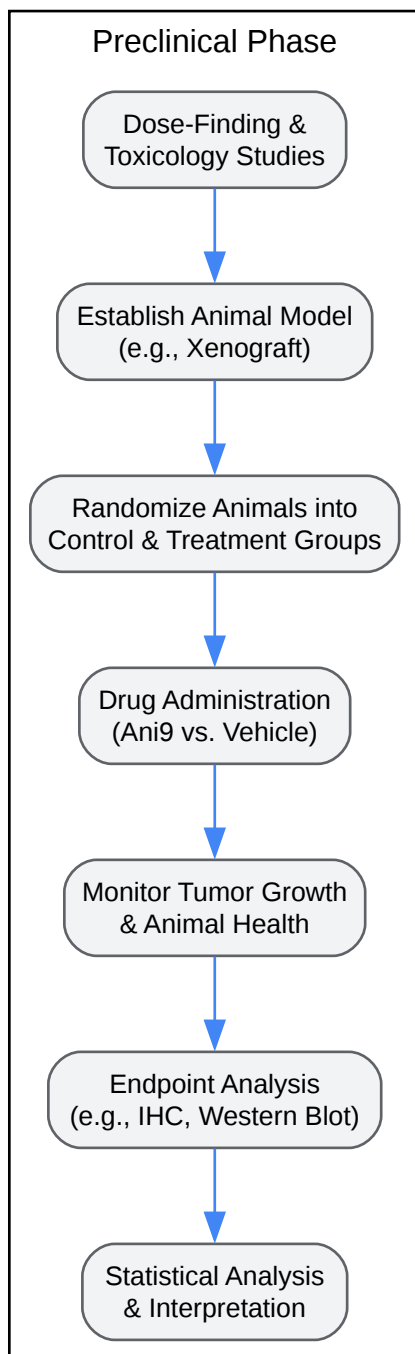 Preclinical Phase
Dose-Finding &
Toxicology Studies
Establish Animal Model
(e.g., Xenograft)
Randomize Animals into
Control & Treatment Groups
Drug Administration
(Ani9 vs. Vehicle)
Monitor Tumor Growth
& Animal Health
Endpoint Analysis
(e.g., IHC, Western Blot)
Statistical Analysis
& Interpretation